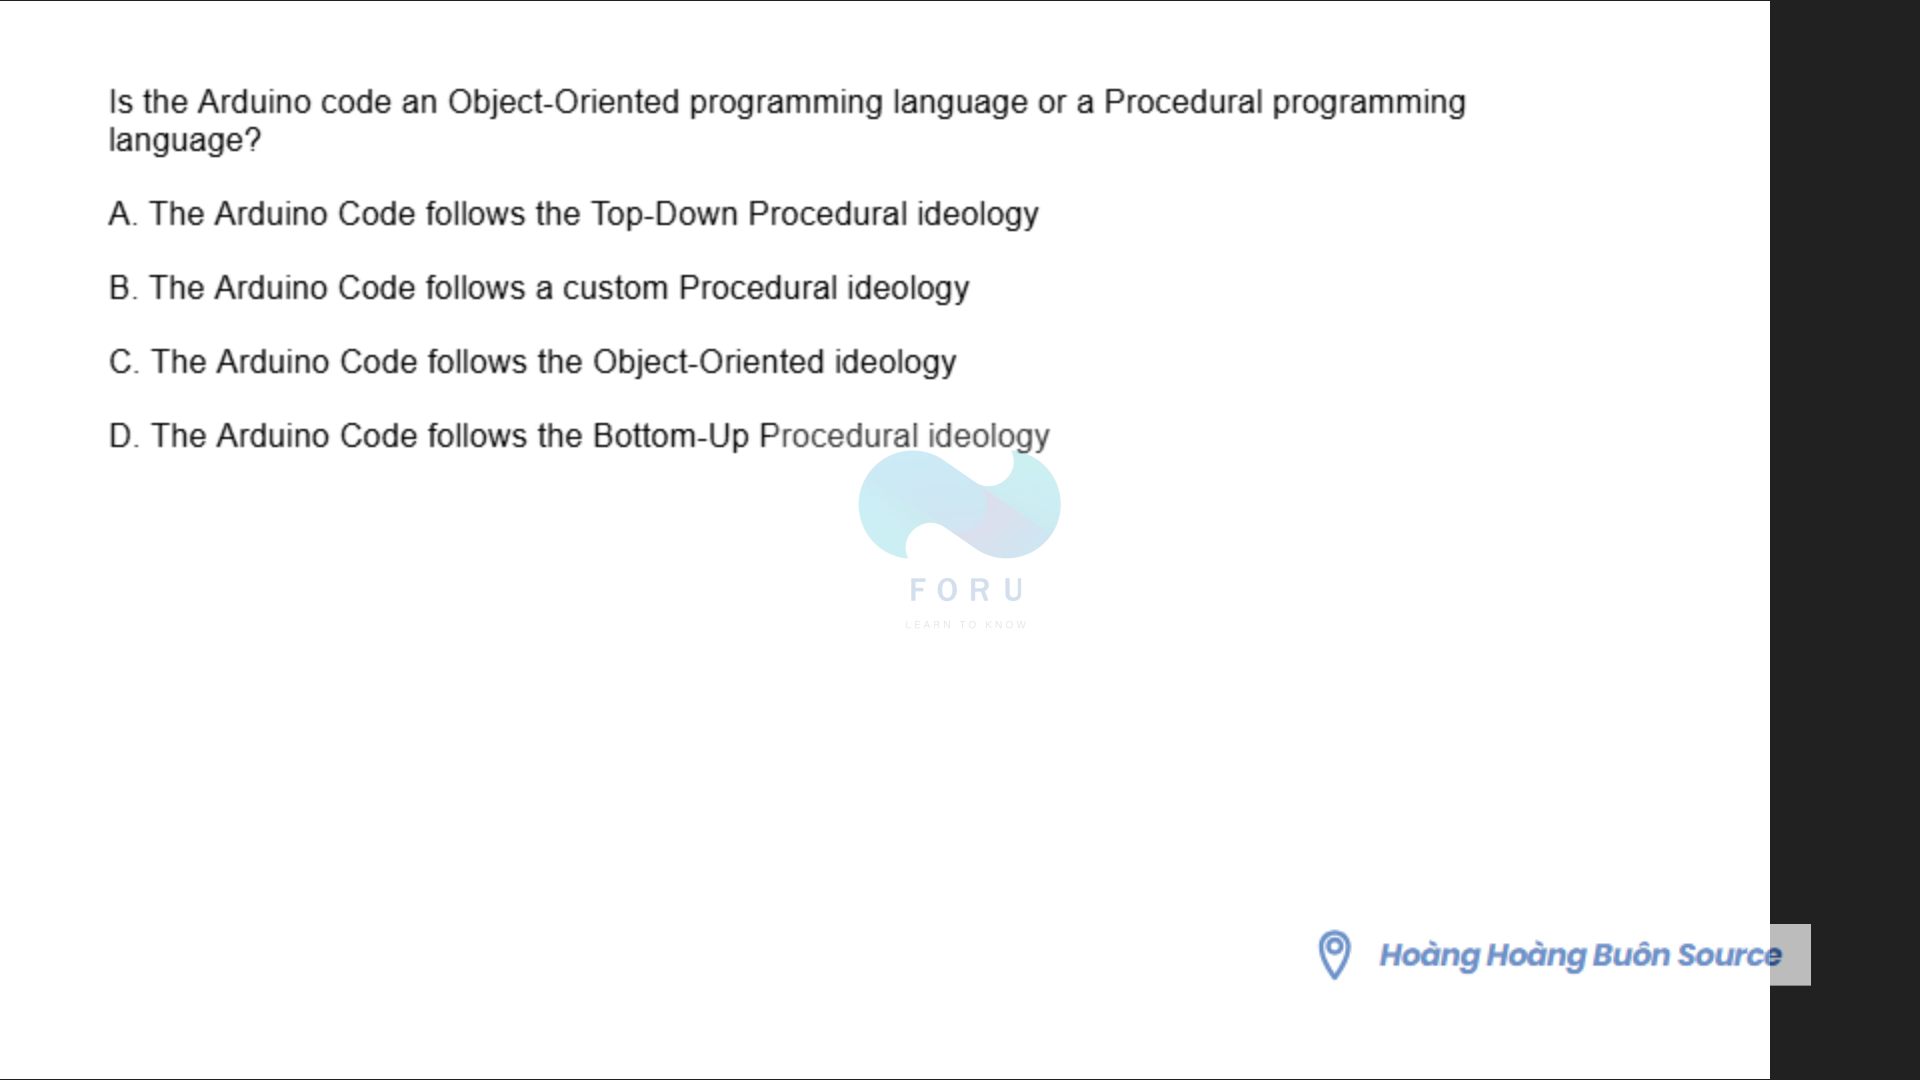 Is the Arduino code an Object-Oriented programming language or a Procedural programming
language?
A. The Arduino Code follows the Top-Down Procedural ideology
B. The Arduino Code follows a custom Procedural ideology
C. The Arduino Code follows the Object-Oriented ideology
D. The Arduino Code follows the Bottom-Up Procedural ideology
FORU
LEARN TO KNOW
Hoàng Hoàng Buôn Source